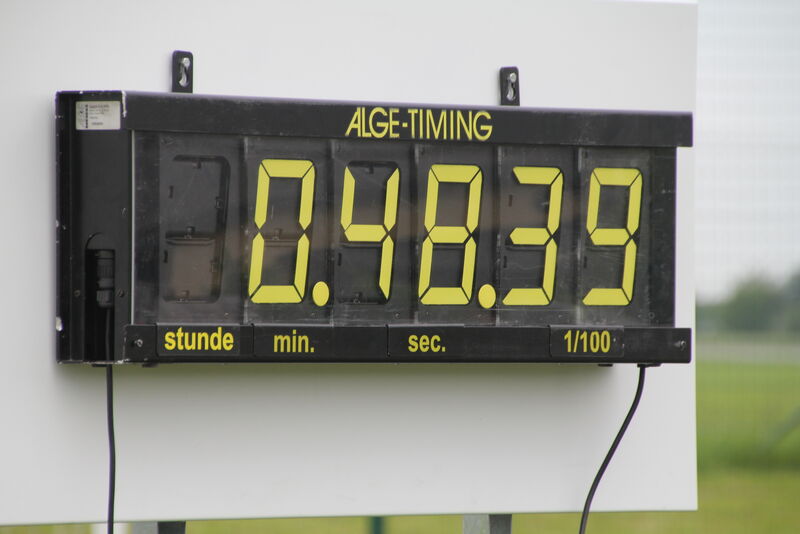 ALGE-TIMING
0.48.39
stunde min. sec. 1/100